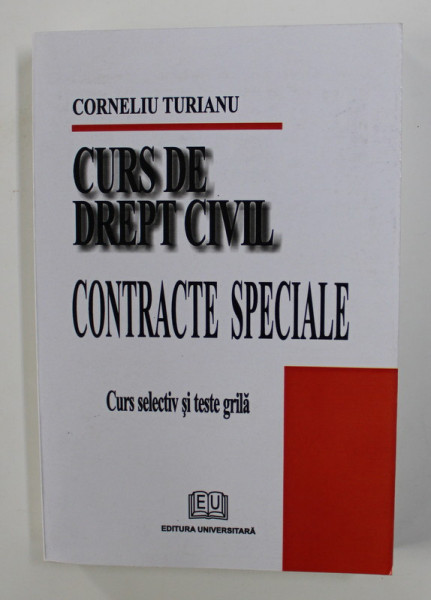 CORNELIU TURIANU
CURS DE
DREPT CIVIL
CONTRACTE SPECIALE
Curs selectiv și teste grilă
EU
EDITURA UNIVERSITARĂ